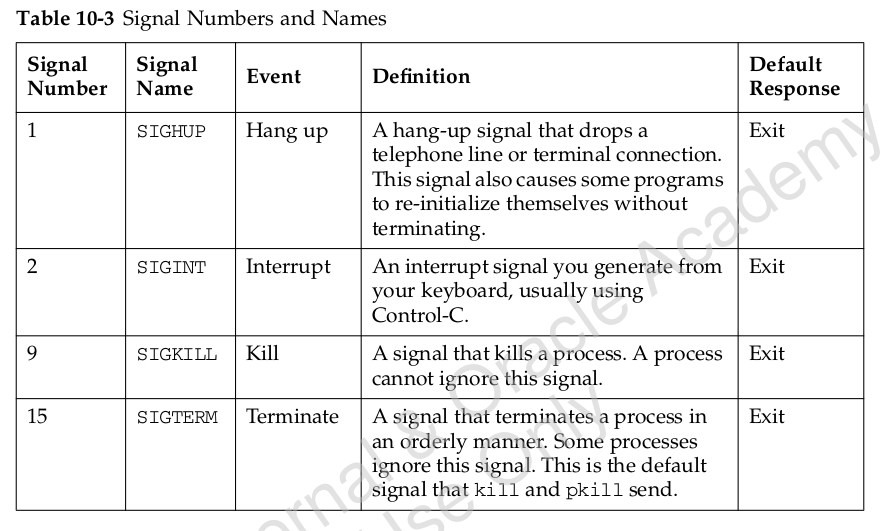 Table 10-3 Signal Numbers and Names
Signal Number | Signal Name | Event | Definition | Default Response
1 | SIGHUP | Hang up | A hang-up signal that drops a | Exit
telephone line or terminal connection.
This signal also causes some programs
to re-initialize themselves without
terminating.
2 | SIGINT | Interrupt | An interrupt signal you generate from | Exit
your keyboard, usually using
Control-C.
9 | SIGKILL | Kill | A signal that kills a process. A process | Exit
cannot ignore this signal.
15 | SIGTERM | Terminate | A signal that terminates a process in | Exit
an orderly manner. Some processes
ignore this signal. This is the default
signal that kill and pkill send.
& Oracle Academy
Use Only